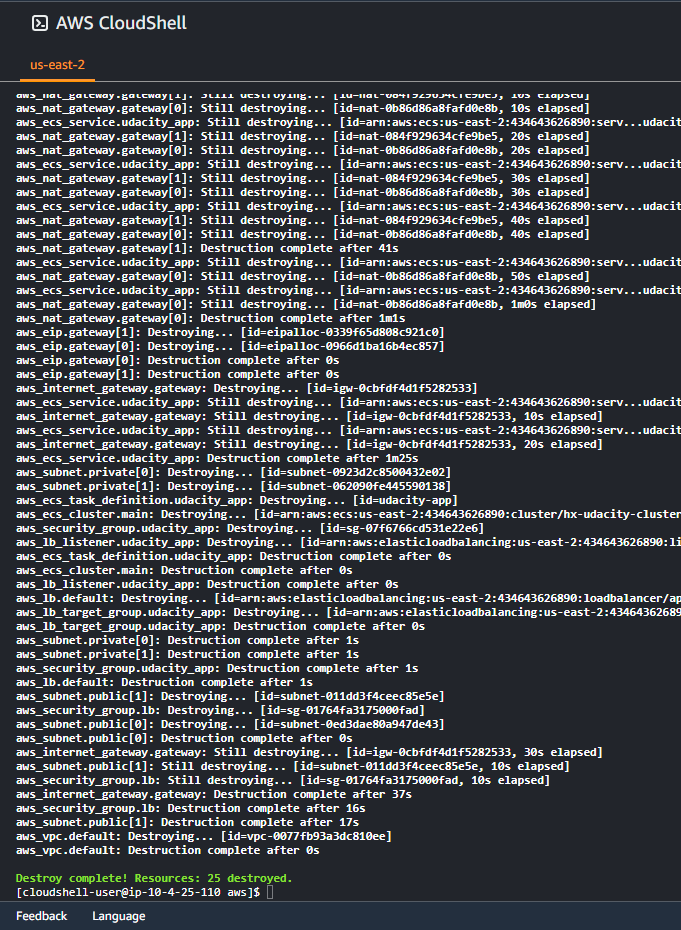 AWS CloudShell
us-east-2
aws_nat_gateway.gateway[1]: Still destroying... [id=nat-084f929634cfe9be5, 10s elapsed]
aws_nat_gateway.gateway[0]: Still destroying... [id=nat-0b86d86a8fafd0e8b, 10s elapsed]
aws_ecs_service.udacity_app: Still destroying... [id=arn:aws:ecs:us-east-2:434643626890:serv...udacit
aws_nat_gateway.gateway[1]: Still destroying... [id=nat-084f929634cfe9be5, 20s elapsed]
aws_nat_gateway.gateway[0]: Still destroying... [id=nat-0b86d86a8fafd0e8b, 20s elapsed]
aws_ecs_service.udacity_app: Still destroying... [id=arn:aws:ecs:us-east-2:434643626890:serv...udacit
aws_nat_gateway.gateway[1]: Still destroying... [id=nat-084f929634cfe9be5, 30s elapsed]
aws_nat_gateway.gateway[0]: Still destroying... [id=nat-0b86d86a8fafd0e8b, 30s elapsed]
aws_ecs_service.udacity_app: Still destroying... [id=arn:aws:ecs:us-east-2:434643626890:serv...udacit
aws_nat_gateway.gateway[1]: Still destroying... [id=nat-084f929634cfe9be5, 40s elapsed]
aws_nat_gateway.gateway[0]: Still destroying... [id=nat-0b86d86a8fafd0e8b, 40s elapsed]
aws_nat_gateway.gateway[1]: Destruction complete after 41s
aws_ecs_service.udacity_app: Still destroying... [id=arn:aws:ecs:us-east-2:434643626890:serv...udacit
aws_nat_gateway.gateway[0]: Still destroying... [id=nat-0b86d86a8fafd0e8b, 50s elapsed]
aws_ecs_service.udacity_app: Still destroying... [id=arn:aws:ecs:us-east-2:434643626890:serv...udacit
aws_nat_gateway.gateway[0]: Still destroying... [id=nat-0b86d86a8fafd0e8b, 1m0s elapsed]
aws_nat_gateway.gateway[0]: Destruction complete after 1m1s
aws_eip.gateway[1]: Destroying... [id=eipalloc-0339f65d808c921c0]
aws_eip.gateway[0]: Destroying... [id=eipalloc-0966d1ba16b4ec857]
aws_eip.gateway[0]: Destruction complete after 0s
aws_eip.gateway[1]: Destruction complete after 0s
aws_internet_gateway.gateway: Destroying... [id=igw-0cbfdf4d1f5282533]
aws_ecs_service.udacity_app: Still destroying... [id=arn:aws:ecs:us-east-2:434643626890:serv...udacit
aws_internet_gateway.gateway: Still destroying... [id=igw-0cbfdf4d1f5282533, 10s elapsed]
aws_ecs_service.udacity_app: Still destroying... [id=arn:aws:ecs:us-east-2:434643626890:serv...udacit
aws_internet_gateway.gateway: Still destroying... [id=igw-0cbfdf4d1f5282533, 20s elapsed]
aws_ecs_service.udacity_app: Destruction complete after 1m25s
aws_subnet.private[0]: Destroying... [id=subnet-0923d2c8500432e02]
aws_subnet.private[1]: Destroying... [id=subnet-062090fe445590138]
aws_ecs_task_definition.udacity_app: Destroying... [id=udacity-app]
aws_ecs_cluster.main: Destroying... [id=arn:aws:ecs:us-east-2:434643626890:cluster/hx-udacity-cluster
aws_security_group.udacity_app: Destroying... [id=sg-07f6766cd531e22e6]
aws_lb_listener.udacity_app: Destroying... [id=arn:aws:elasticloadbalancing:us-east-2:434643626890:li
aws_ecs_task_definition.udacity_app: Destruction complete after 0s
aws_ecs_cluster.main: Destruction complete after 0s
aws_lb_listener.udacity_app: Destruction complete after 0s
aws_lb.default: Destroying... [id=arn:aws:elasticloadbalancing:us-east-2:434643626890:loadbalancer/ap
aws_lb_target_group.udacity_app: Destroying... [id=arn:aws:elasticloadbalancing:us-east-2:43464362689
aws_lb_target_group.udacity_app: Destruction complete after 0s
aws_subnet.private[0]: Destruction complete after 1s
aws_subnet.private[1]: Destruction complete after 1s
aws_security_group.udacity_app: Destruction complete after 1s
aws_lb.default: Destruction complete after 1s
aws_subnet.public[1]: Destroying... [id=subnet-011dd3f4ceec85e5e]
aws_security_group.lb: Destroying... [id=sg-01764fa3175000fad]
aws_subnet.public[0]: Destroying... [id=subnet-0ed3dae80a947de43]
aws_subnet.public[0]: Destruction complete after 0s
aws_internet_gateway.gateway: Still destroying... [id=igw-0cbfdf4d1f5282533, 30s elapsed]
aws_subnet.public[1]: Still destroying... [id=subnet-011dd3f4ceec85e5e, 10s elapsed]
aws_security_group.lb: Still destroying... [id=sg-01764fa3175000fad, 10s elapsed]
aws_internet_gateway.gateway: Destruction complete after 37s
aws_security_group.lb: Destruction complete after 16s
aws_subnet.public[1]: Destruction complete after 17s
aws_vpc.default: Destroying... [id=vpc-0077fb93a3dc810ee]
aws_vpc.default: Destruction complete after 0s
Destroy complete! Resources: 25 destroyed.
[cloudshell-user@ip-10-4-25-110 aws]$
Feedback Language